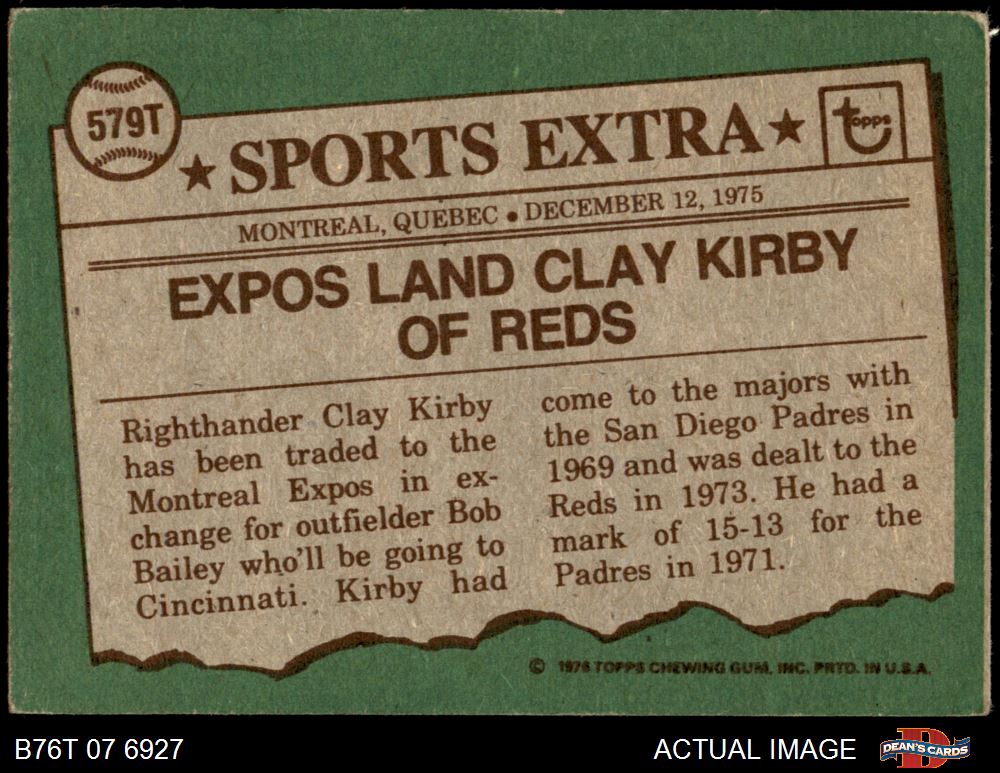 579T
★ SPORTS EXTRA ★
topps
MONTREAL, QUEBEC • DECEMBER 12, 1975
EXPOS LAND CLAY KIRBY
OF REDS
Righthander Clay Kirby
has been traded to the
Montreal Expos in ex-
change for outfielder Bob
Bailey who'll be going to
Cincinnati. Kirby had
come to the majors with
the San Diego Padres in
1969 and was dealt to the
Reds in 1973. He had a
mark of 15-13 for the
Padres in 1971.
© 1976 TOPPS CHEWING GUM, INC. PRTD. IN U.S.A.
B76T 07 6927
ACTUAL IMAGE
D
DEAN'S CARDS